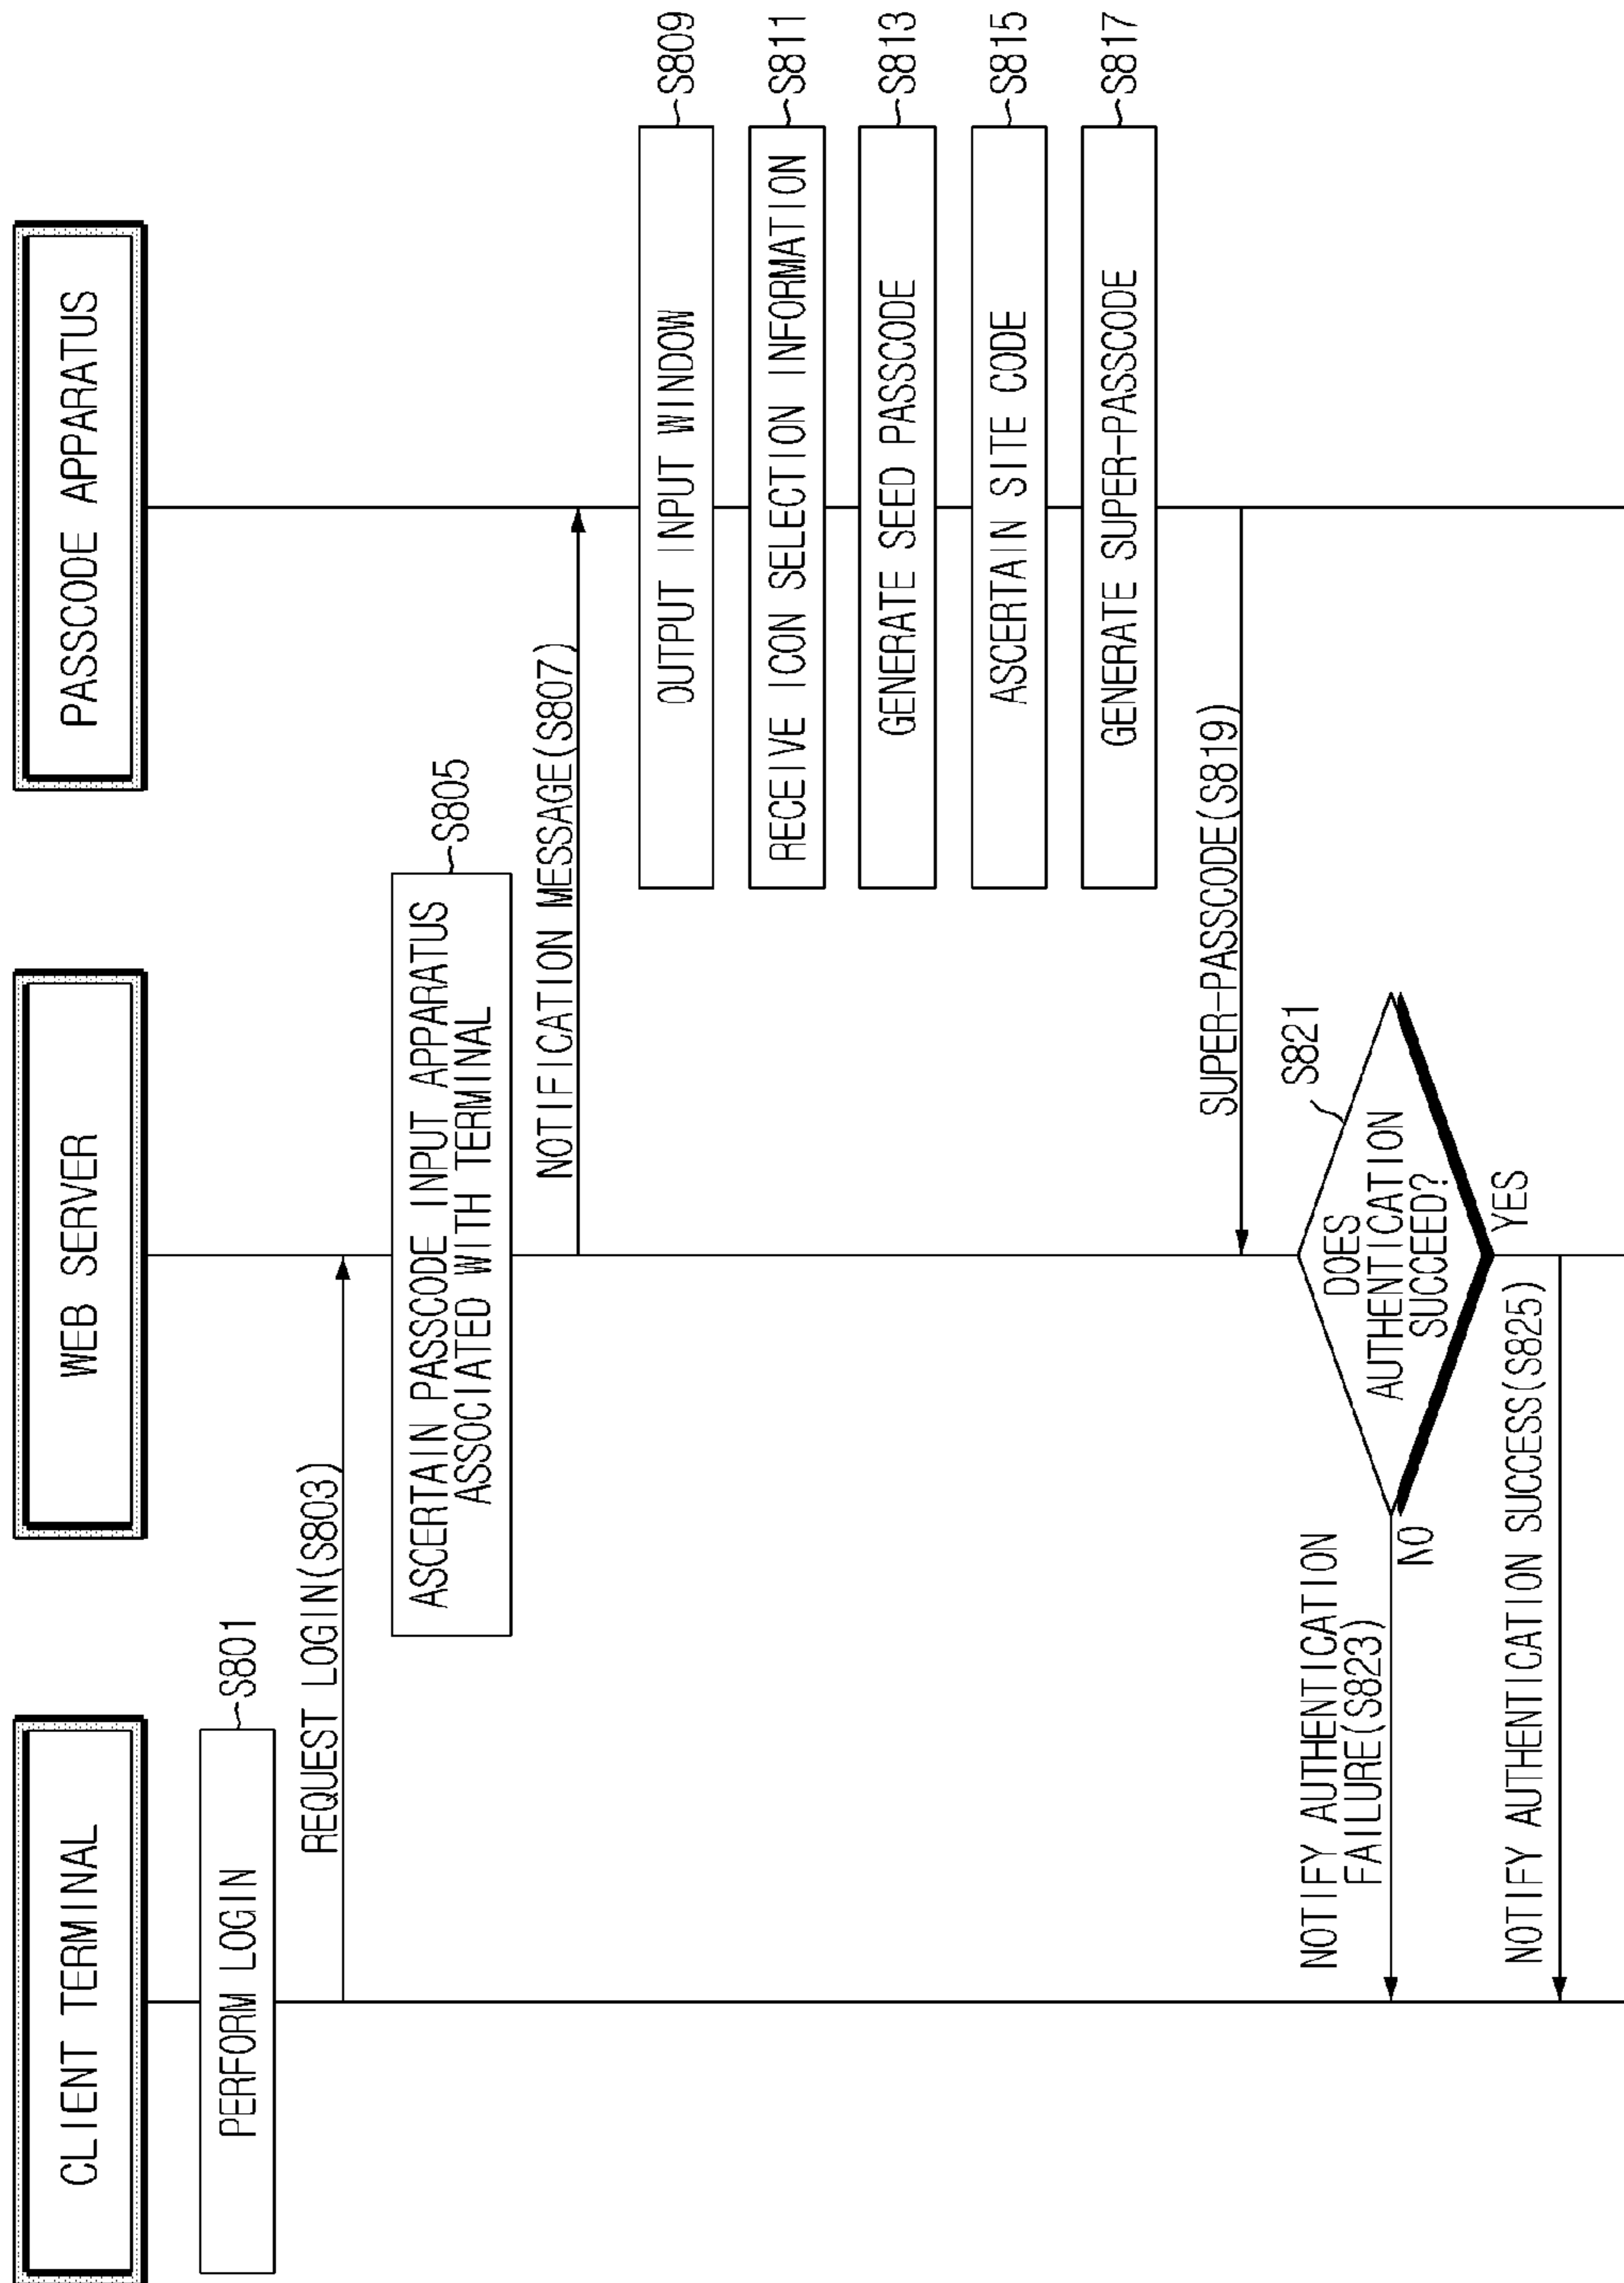 CLIENT TERMINAL
WEB SERVER
PASSCODE APPARATUS
PERFORM LOGIN
S801
REQUEST LOGIN(S803)
ASCERTAIN PASSCODE INPUT APPARATUS
ASSOCIATED WITH TERMINAL
S805
NOTIFICATION MESSAGE(S807)
OUTPUT INPUT WINDOW
S809
RECEIVE ICON SELECTION INFORMATION
S811
GENERATE SEED PASSCODE
S813
ASCERTAIN SITE CODE
S815
GENERATE SUPER-PASSCODE
S817
SUPER-PASSCODE(S819)
S821
DOES
AUTHENTICATION
SUCCEED?
NOTIFY AUTHENTICATION
FAILURE(S823)
NO
YES
NOTIFY AUTHENTICATION SUCCESS(S825)